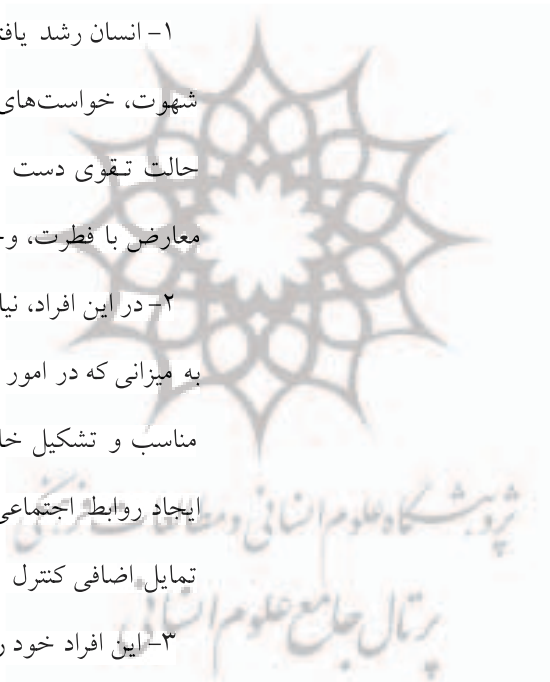 ۱- انسان رشد یافت
شهوت، خواست‌های
حالت تـقوی دست
معارض با فطرت، و
۲- در این افراد، نیا
به میزانی که در امور
مناسب و تشکیل خا
ایجاد روابط اجتماعی
تمایل اضافی کنترل
۳- این افراد خود ر
پژوهشگاه علوم انسانی و مطالعات فرهنگی
پرتال جامع علوم انسانی